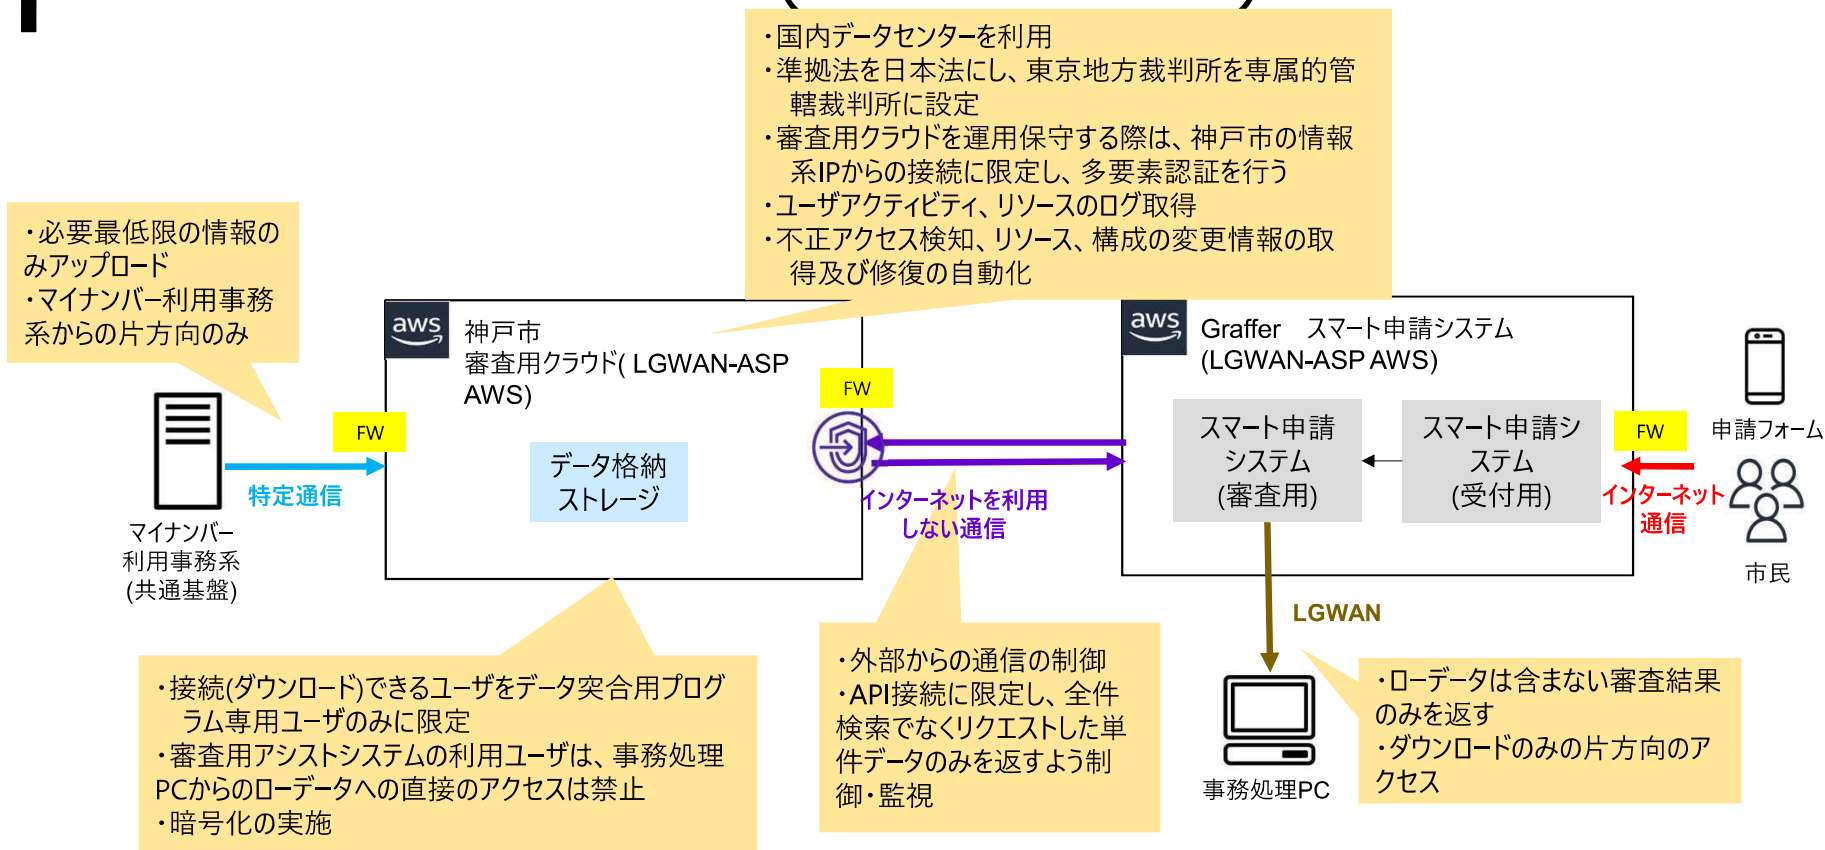 ・国内データセンターを利用
・準拠法を日本法にし、東京地方裁判所を専属的管
轄裁判所に設定
・審査用クラウドを運用保守する際は、神戸市の情報
系IPからの接続に限定し、多要素認証を行う
・ユーザアクティビティ、リソースのログ取得
・不正アクセス検知、リソース、構成の変更情報の取
得及び修復の自動化
・必要最低限の情報の
みアップロード
・マイナンバー利用事務
系からの片方向のみ
aws
神戸市
審査用クラウド( LGWAN-ASP
AWS)
aws
Graffer　スマート申請システム
(LGWAN-ASP AWS)
FW
FW
FW
データ格納
ストレージ
スマート申請
システム
(審査用)
スマート申請シ
ステム
(受付用)
申請フォーム
特定通信
インターネットを利用
しない通信
インターネット
通信
マイナンバー
利用事務系
(共通基盤)
市民
LGWAN
・接続(ダウンロード)できるユーザをデータ突合用プログ
ラム専用ユーザのみに限定
・審査用アシストシステムの利用ユーザは、事務処理
PCからのローデータへの直接のアクセスは禁止
・暗号化の実施
・外部からの通信の制御
・API接続に限定し、全件
検索でなくリクエストした単
件データのみを返すよう制
御・監視
・ローデータは含まない審査結果
のみを返す
・ダウンロードのみの片方向のア
クセス
事務処理PC